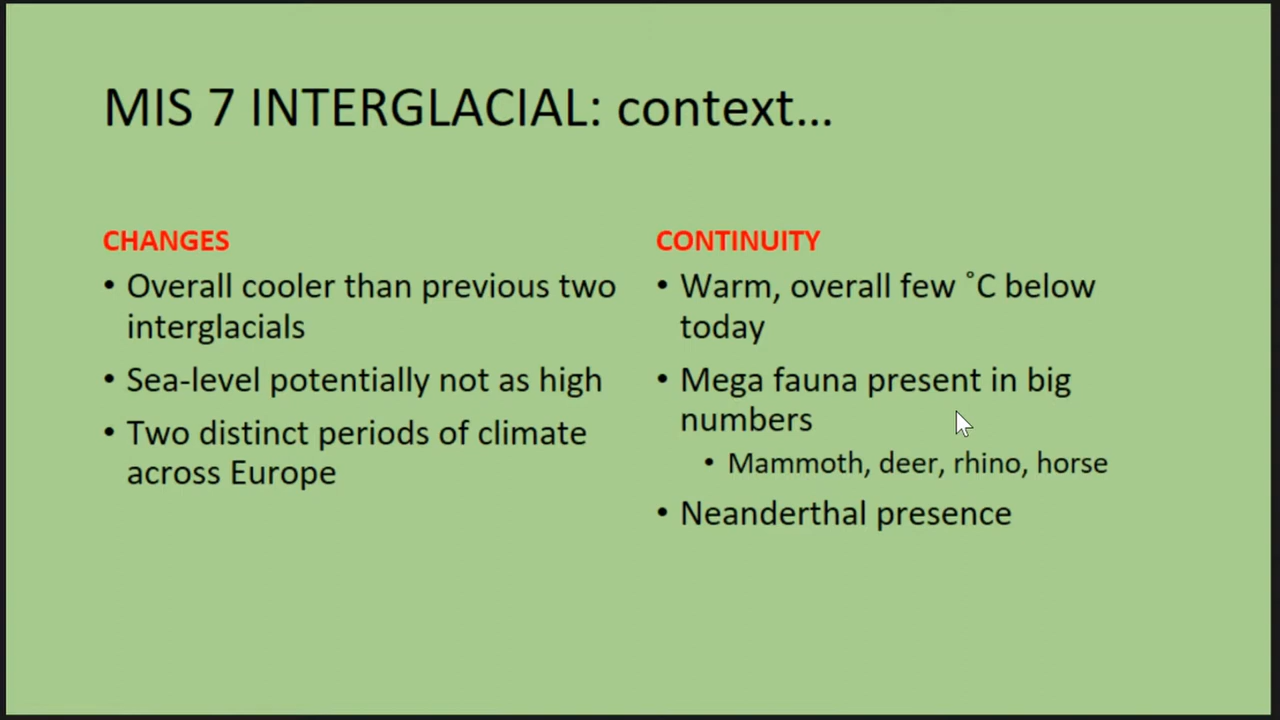 MIS 7 INTERGLACIAL: context...
CHANGES
• Overall cooler than previous two
interglacials
• Sea-level potentially not as high
• Two distinct periods of climate
across Europe
CONTINUITY
• Warm, overall few ˚C below
today
• Mega fauna present in big
numbers
• Mammoth, deer, rhino, horse
• Neanderthal presence